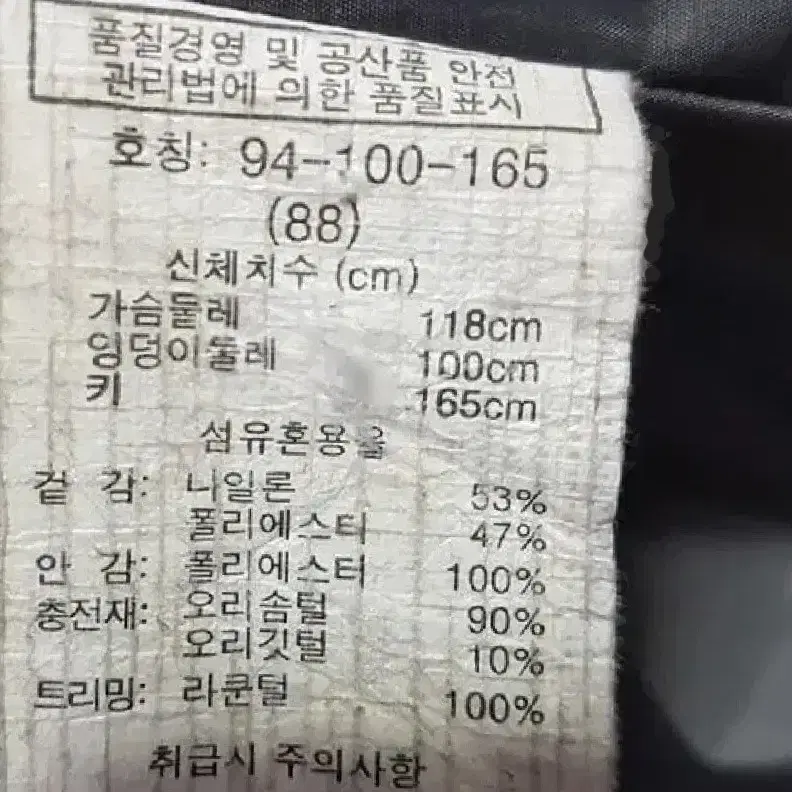 품질경영 및 공산품 안전
관리법에 의한 품질표시
호칭: 94-100-165
(88)
신체치수 (cm)
가슴둘레 118cm
엉덩이둘레 100cm
키 165cm
섬유혼용율
겉 감: 니일론 53%
폴리에스터 47%
안 감: 폴리에스터 100%
충전재: 오리솜털 90%
오리깃털 10%
트리밍: 라쿤털 100%
취급시 주의사항